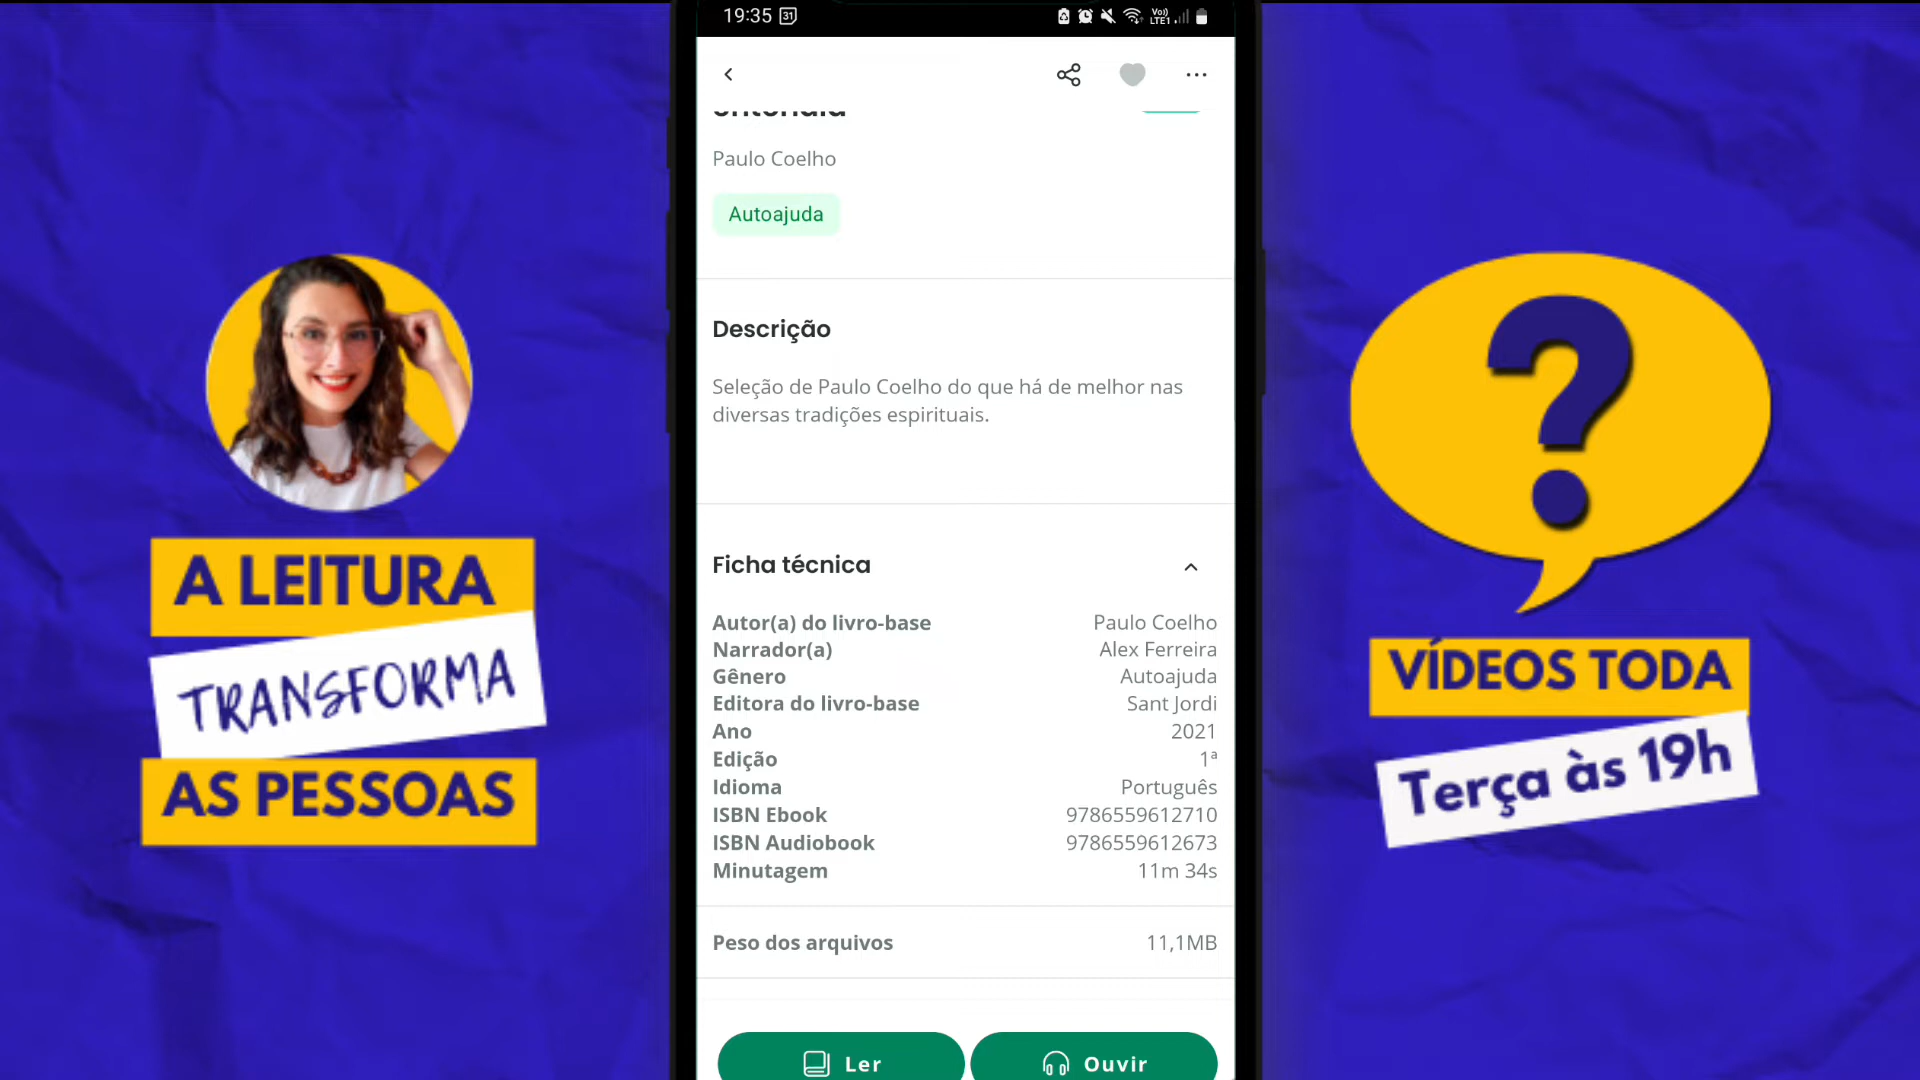 19:35 31
Vo)) LTE1
Paulo Coelho
Autoajuda
Descrição
Seleção de Paulo Coelho do que há de melhor nas
diversas tradições espirituais.
Ficha técnica
Autor(a) do livro-base Paulo Coelho
Narrador(a) Alex Ferreira
Gênero Autoajuda
Editora do livro-base Sant Jordi
Ano 2021
Edição 1ª
Idioma Português
ISBN Ebook 9786559612710
ISBN Audiobook 9786559612673
Minutagem 11m 34s
Peso dos arquivos 11,1MB
Ler
Ouvir
A LEITURA
TRANSFORMA
AS PESSOAS
?
VÍDEOS TODA
Terça às 19h